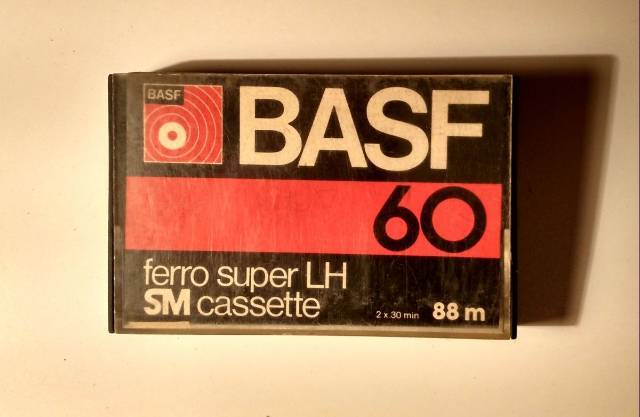 BASF
BASF
60
ferro super LH
SM cassette
2 x 30 min 88 m